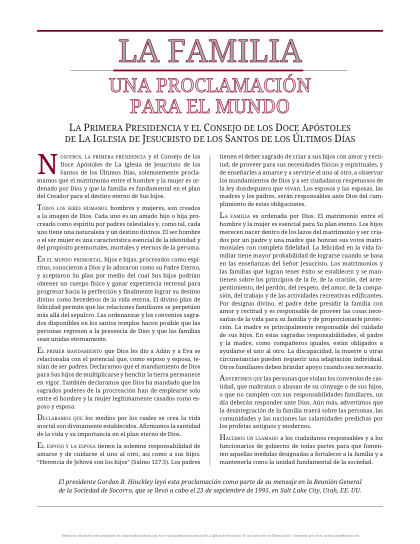 LA FAMILIA
UNA PROCLAMACIÓN
PARA EL MUNDO
La Primera Presidencia y el Consejo de los Doce Apóstoles
de La Iglesia de Jesucristo de los Santos de los Últimos Días
Nosotros, la primera presidencia y el Consejo de los
Doce Apóstoles de La Iglesia de Jesucristo de los
Santos de los Últimos Días, solemnemente procla-
mamos que el matrimonio entre el hombre y la mujer es or-
denado por Dios y que la familia es fundamental en el plan
del Creador para el destino eterno de Sus hijos.
Todos los seres humanos, hombres y mujeres, son creados
a la imagen de Dios. Cada uno es un amado hijo o hija pro-
creado como espíritu por padres celestiales y, como tal, cada
uno tiene una naturaleza y un destino divinos. El ser hombre
o el ser mujer es una característica esencial de la identidad y
del propósito premortales, mortales y eternos de la persona.
En el mundo premortal, hijos e hijas, procreados como espí-
ritus, conocieron a Dios y lo adoraron como su Padre Eterno,
y aceptaron Su plan por medio del cual Sus hijos podrían
obtener un cuerpo físico y ganar experiencia terrenal para
progresar hacia la perfección y finalmente lograr su destino
divino como herederos de la vida eterna. El divino plan de
felicidad permite que las relaciones familiares se perpetúen
más allá del sepulcro. Las ordenanzas y los convenios sagra-
dos disponibles en los santos templos hacen posible que las
personas regresen a la presencia de Dios y que las familias
sean unidas eternamente.
El primer mandamiento que Dios les dio a Adán y a Eva se
relacionaba con el potencial que, como esposo y esposa, te-
nían de ser padres. Declaramos que el mandamiento de Dios
para Sus hijos de multiplicarse y henchir la tierra permanece
en vigor. También declaramos que Dios ha mandado que los
sagrados poderes de la procreación han de emplearse solo
entre el hombre y la mujer legítimamente casados como es-
poso y esposa.
Declaramos que los medios por los cuales se crea la vida
mortal son divinamente establecidos. Afirmamos la santidad
de la vida y su importancia en el plan eterno de Dios.
El esposo y la esposa tienen la solemne responsabilidad de
amarse y de cuidarse el uno al otro, así como a sus hijos.
"Herencia de Jehová son los hijos" (Salmo 127:3). Los padres
tienen el deber sagrado de criar a sus hijos con amor y recti-
tud, de proveer para sus necesidades físicas y espirituales, y
de enseñarles a amarse y a servirse el uno al otro, a observar
los mandamientos de Dios y a ser ciudadanos respetuosos de
la ley dondequiera que vivan. Los esposos y las esposas, las
madres y los padres, serán responsables ante Dios del cum-
plimiento de estas obligaciones.
La familia es ordenada por Dios. El matrimonio entre el
hombre y la mujer es esencial para Su plan eterno. Los hijos
merecen nacer dentro de los lazos del matrimonio y ser cria-
dos por un padre y una madre que honran sus votos matri-
moniales con completa fidelidad. La felicidad en la vida fa-
miliar tiene mayor probabilidad de lograrse cuando se basa
en las enseñanzas del Señor Jesucristo. Los matrimonios y
las familias que logran tener éxito se establecen y se man-
tienen sobre los principios de la fe, de la oración, del arre-
pentimiento, del perdón, del respeto, del amor, de la compa-
sión, del trabajo y de las actividades recreativas edificantes.
Por designio divino, el padre debe presidir la familia con
amor y rectitud y es responsable de proveer las cosas nece-
sarias de la vida para su familia y de proporcionarle protec-
ción. La madre es principalmente responsable del cuidado
de sus hijos. En estas sagradas responsabilidades, el padre
y la madre, como compañeros iguales, están obligados a
ayudarse el uno al otro. La discapacidad, la muerte u otras
circunstancias pueden requerir una adaptación individual.
Otros familiares deben brindar apoyo cuando sea necesario.
Advertimos que las personas que violan los convenios de cas-
tidad, que maltratan o abusan de su cónyuge o de sus hijos,
o que no cumplen con sus responsabilidades familiares, un
día deberán responder ante Dios. Aún más, advertimos que
la desintegración de la familia traerá sobre las personas, las
comunidades y las naciones las calamidades predichas por
los profetas antiguos y modernos.
Hacemos un llamado a los ciudadanos responsables y a los
funcionarios de gobierno de todas partes para que fomen-
ten aquellas medidas designadas a fortalecer a la familia y a
mantenerla como la unidad fundamental de la sociedad.
El presidente Gordon B. Hinckley leyó esta proclamación como parte de su mensaje en la Reunión General
de la Sociedad de Socorro, que se llevó a cabo el 23 de septiembre de 1995, en Salt Lake City, Utah, EE. UU.